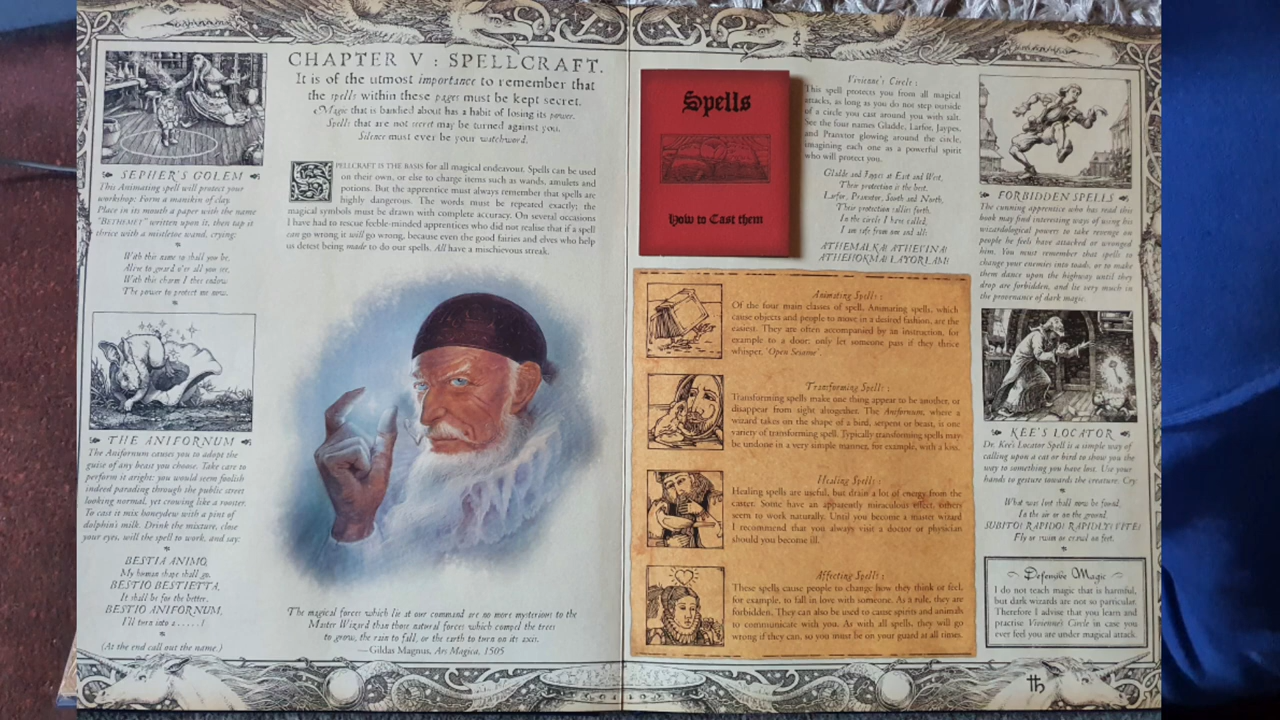 CHAPTER V : SPELLCRAFT.
It is of the utmost importance to remember that
the spells within these pages must be kept secret.
Magic that is bandied about has a habit of losing its power.
Spells that are not secret may be turned against you.
Silence must ever be your watchword.
SPELLCRAFT IS THE BASIS for all magical endeavour. Spells can be used
on their own, or else to charge items such as wands, amulets and
potions. But the apprentice must always remember that spells are
highly dangerous. The words must be repeated exactly; the
magical symbols must be drawn with complete accuracy. On several occasions
I have had to rescue feeble-minded apprentices who did not realise that if a spell
can go wrong it will go wrong, because even the good fairies and elves who help
us detest being made to do our spells. All have a mischievous streak.
SEPHER'S GOLEM
This Animating spell will protect your
workshop: Form a manikin of clay.
Place in its mouth a paper with the name
"BETHSAME" written upon it, then tap it
thrice with a mistletoe wand, crying:
With this name so shall you be,
Alive to guard o'er all you see,
With this charm I thee endow
The power to protect me now.
THE ANIFORNUM
The Anifornum causes you to adopt the
guise of any beast you choose. Take care to
perform it aright: you would seem foolish
indeed parading through the public street
looking normal, yet crowing like a rooster.
To cast it mix honeydew with a pint of
dolphin's milk. Drink the mixture, close
your eyes, will the spell to work, and say:
BESTIA ANIMO,
My human shape shall go,
BESTIO BESTIETTA,
It shall be for the better,
BESTIO ANIFORNUM,
I'll turn into a . . . . . !
(At the end call out the name.)
The magical forces which lie at our command are no more mysterious to the
Master Wizard than those natural forces which compel the trees
to grow, the rain to fall, or the earth to turn on its axis.
— Gildas Magnus, Ars Magica, 1505
Spells
How to Cast them
Vivienne's Circle :
This spell protects you from all magical
attacks, as long as you do not step outside
of a circle you cast around you with salt.
See the four names Gladde, Larfor, Jaypes,
and Pranxtor glowing around the circle,
imagining each one as a powerful spirit
who will protect you.
Gladde and Jaypes at East and West,
Their protection is the best.
Larfor, Pranxtor, South and North,
Their protection calls forth.
In the circle I have called,
I am safe from one and all:
Animating Spells :
Of the four main classes of spell, Animating spells, which
cause objects and people to move in a desired fashion, are the
easiest. They are often accompanied by an instruction, for
example to a door: only let someone pass if they thrice
whisper, 'Open Sesame'.
Transforming Spells :
Transforming spells make one thing appear to be another, or
disappear from sight altogether. The Anifornum, where a
wizard takes on the shape of a bird, serpent or beast, is one
variety of transforming spell. Typically transforming spells may
be undone in a very simple manner, for example, with a kiss.
Healing Spells :
Healing spells are useful, but drain a lot of energy from the
caster. Some have an apparently miraculous effect, others
seem to work naturally. Until you become a master wizard
I recommend that you always visit a doctor or physician
should you become ill.
Affecting Spells :
These spells cause people to change how they think or feel,
for example, to fall in love with someone. As a rule, they are
forbidden. They can also be used to cause spirits and animals
to communicate with you. As with all spells, they will go
wrong if they can, so you must be on your guard at all times.
FORBIDDEN SPELLS
The cunning apprentice who has read this
book may find interesting ways of using his
wizardological powers to take revenge on
people he feels have attacked or wronged
him. You must remember that spells to
change your enemies into toads, or to make
them dance upon the highway until they
drop are forbidden, and lie very much in
the provenance of dark magic.
KEE'S LOCATOR
Dr. Kee's Locator Spell is a simple way of
calling upon a cat or bird to show you the
way to something you have lost. Use your
hands to gesture towards the creature. Cry:
What was lost shall now be found,
In the air or on the ground,
SUBITO! RAPIDO! RAPIDLY! VITE!
Fly or swim or crawl on feet.
Defensive Magic
I do not teach magic that is harmful,
but dark wizards are not so particular.
Therefore I advise that you learn and
practise Vivienne's Circle in case you
ever feel you are under magical attack.